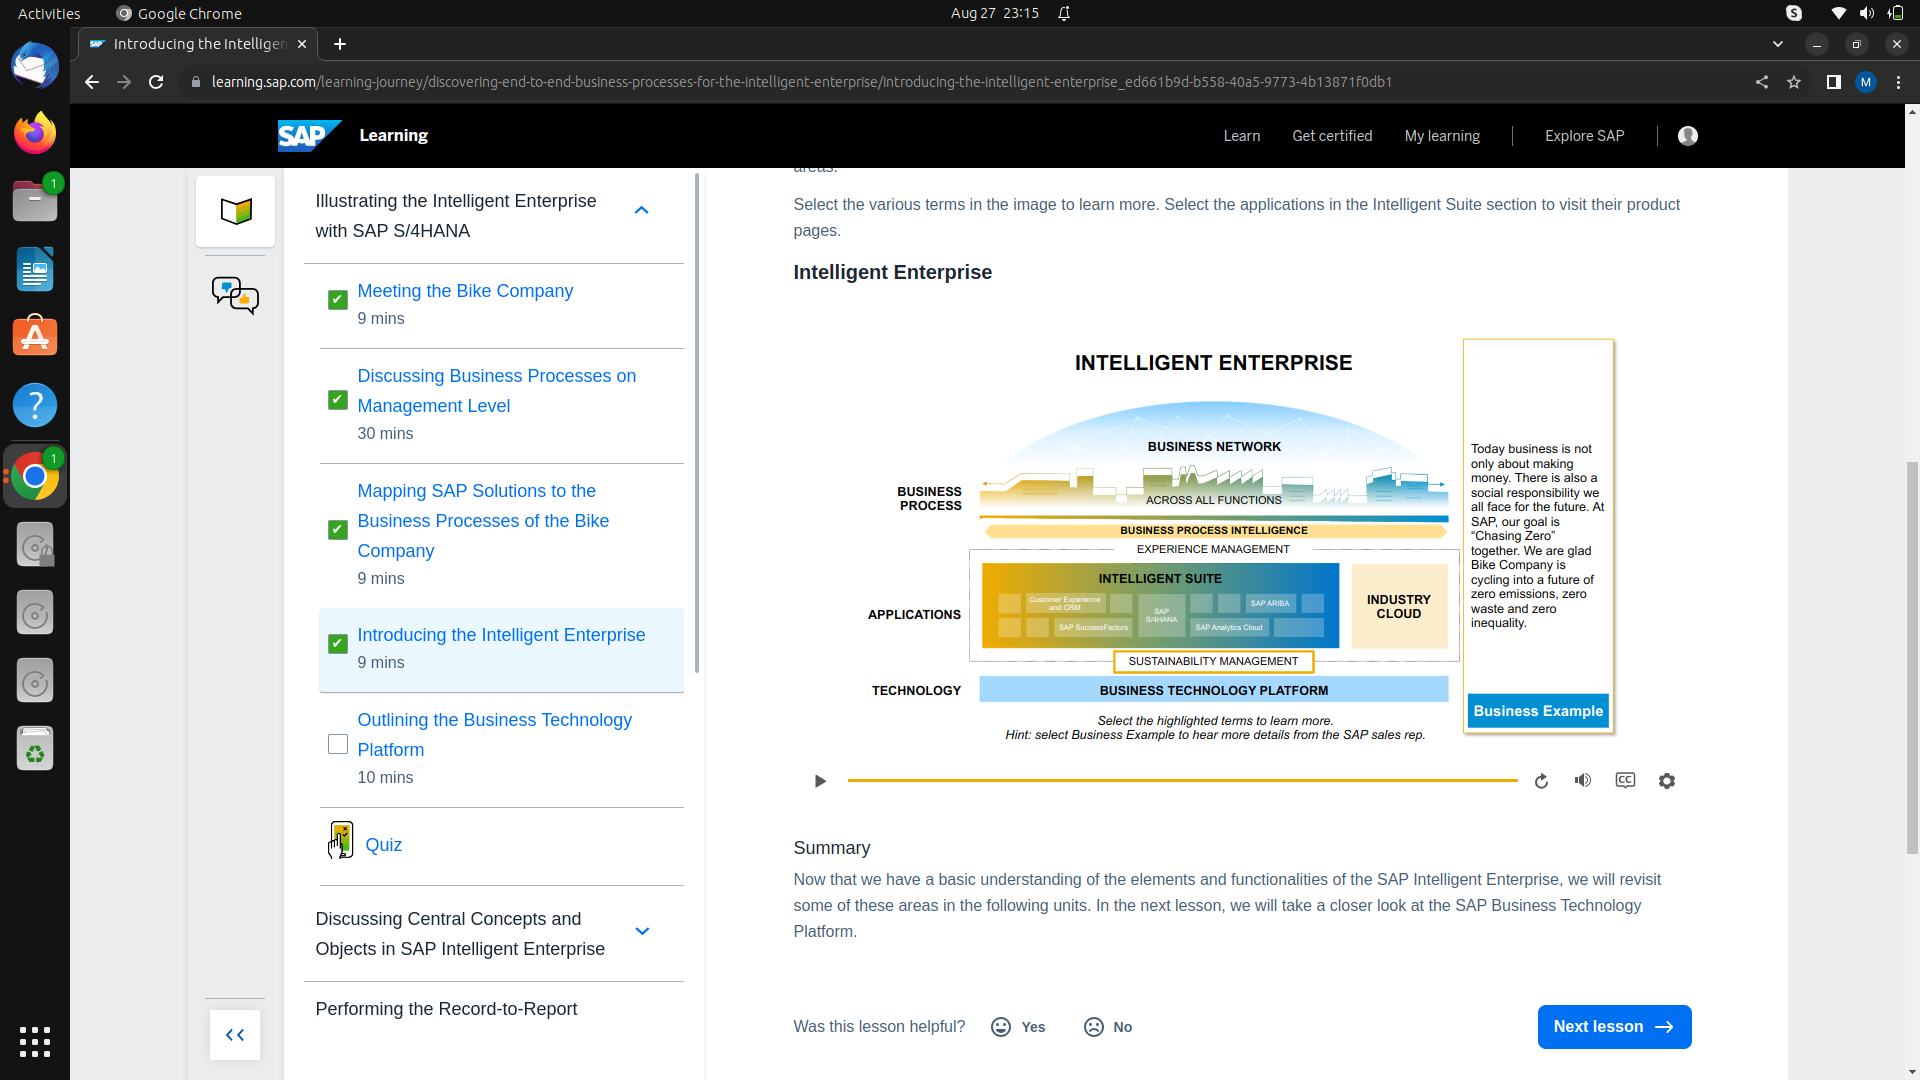 Activities
Google Chrome
Aug 27 23:15
Introducing the Intelligen
learning.sap.com/learning-journey/discovering-end-to-end-business-processes-for-the-intelligent-enterprise/introducing-the-intelligent-enterprise_ed661b9d-b558-40a5-9773-4b13871f0db1
M
SAP Learning
Learn
Get certified
My learning
Explore SAP
1
1
Illustrating the Intelligent Enterprise
with SAP S/4HANA
Meeting the Bike Company
9 mins
Discussing Business Processes on
Management Level
30 mins
Mapping SAP Solutions to the
Business Processes of the Bike
Company
9 mins
Introducing the Intelligent Enterprise
9 mins
Outlining the Business Technology
Platform
10 mins
Quiz
Discussing Central Concepts and
Objects in SAP Intelligent Enterprise
Performing the Record-to-Report
areas.
Select the various terms in the image to learn more. Select the applications in the Intelligent Suite section to visit their product
pages.
Intelligent Enterprise
INTELLIGENT ENTERPRISE
BUSINESS NETWORK
BUSINESS
PROCESS
ACROSS ALL FUNCTIONS
BUSINESS PROCESS INTELLIGENCE
EXPERIENCE MANAGEMENT
APPLICATIONS
INTELLIGENT SUITE
Customer Experience
and CRM
SAP
S/4HANA
SAP ARIBA
SAP SuccessFactors
SAP Analytics Cloud
INDUSTRY
CLOUD
SUSTAINABILITY MANAGEMENT
TECHNOLOGY
BUSINESS TECHNOLOGY PLATFORM
Select the highlighted terms to learn more.
Hint: select Business Example to hear more details from the SAP sales rep.
Today business is not
only about making
money. There is also a
social responsibility we
all face for the future. At
SAP, our goal is
“Chasing Zero”
together. We are glad
Bike Company is
cycling into a future of
zero emissions, zero
waste and zero
inequality.
Business Example
CC
Summary
Now that we have a basic understanding of the elements and functionalities of the SAP Intelligent Enterprise, we will revisit
some of these areas in the following units. In the next lesson, we will take a closer look at the SAP Business Technology
Platform.
Was this lesson helpful?
Yes
No
Next lesson